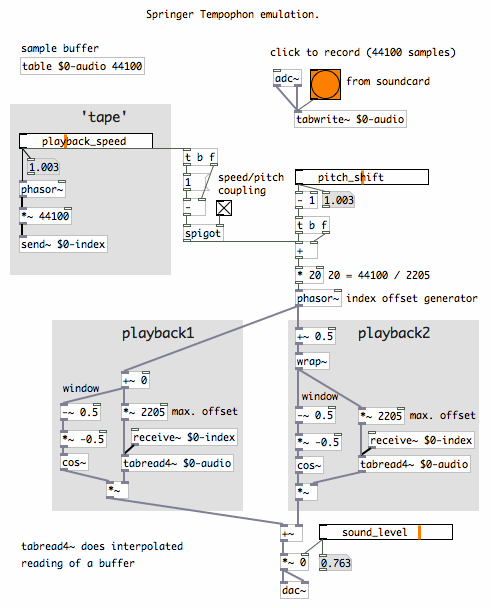 Springer Tempophon emulation.
sample buffer
table $0-audio 44100
click to record (44100 samples)
adc~
from soundcard
tabwrite~ $0-audio
'tape'
playback_speed
1.003
phasor~
*~ 44100
send~ $0-index
t b f
1
-
spigot
speed/pitch
coupling
pitch_shift
- 1
1.003
t b f
+
* 20
20 = 44100 / 2205
phasor~
index offset generator
playback1
+~ 0
window
-~ 0.5
*~ 2205
max. offset
*~ -0.5
receive~ $0-index
cos~
tabread4~ $0-audio
*~
+~ 0.5
playback2
wrap~
window
-~ 0.5
*~ 2205
max. offset
*~ -0.5
receive~ $0-index
cos~
tabread4~ $0-audio
*~
tabread4~ does interpolated
reading of a buffer
+~
sound_level
*~ 0
0.763
dac~